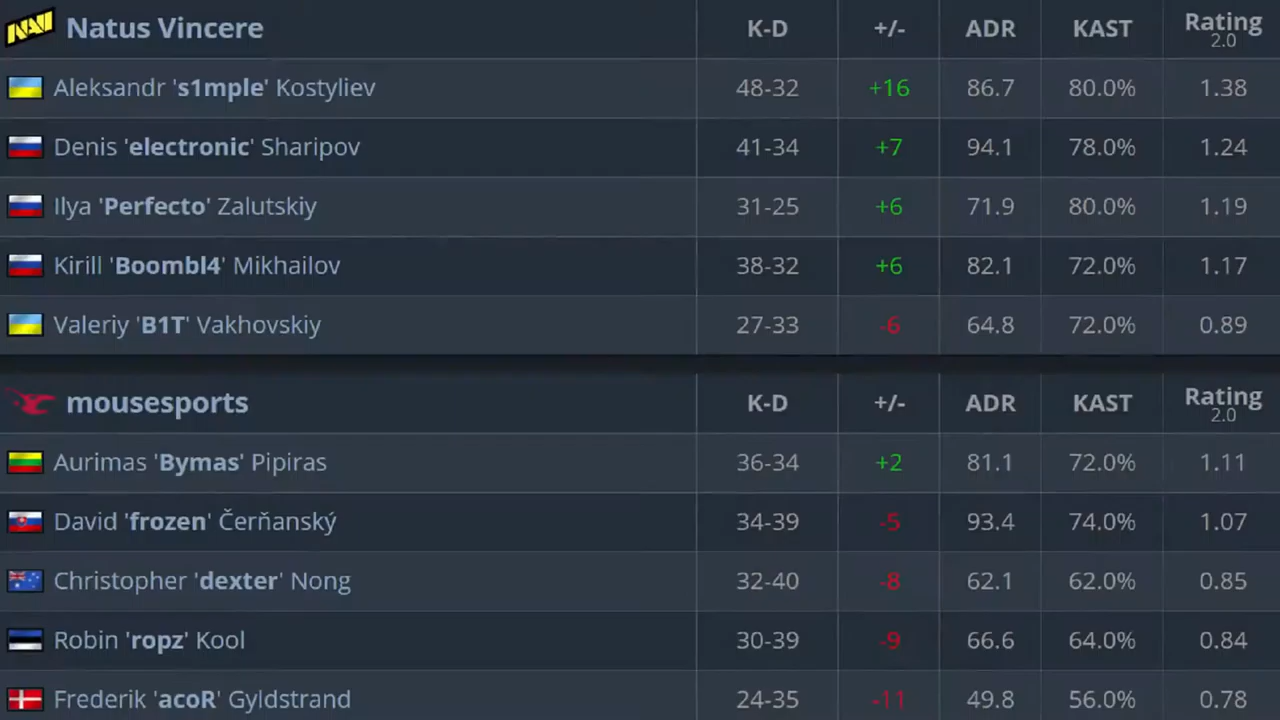 NAVI Natus Vincere K-D +/- ADR KAST Rating 2.0
Aleksandr 's1mple' Kostyliev 48-32 +16 86.7 80.0% 1.38
Denis 'electronic' Sharipov 41-34 +7 94.1 78.0% 1.24
Ilya 'Perfecto' Zalutskiy 31-25 +6 71.9 80.0% 1.19
Kirill 'Boombl4' Mikhailov 38-32 +6 82.1 72.0% 1.17
Valeriy 'B1T' Vakhovskiy 27-33 -6 64.8 72.0% 0.89
mousesports K-D +/- ADR KAST Rating 2.0
Aurimas 'Bymas' Pipiras 36-34 +2 81.1 72.0% 1.11
David 'frozen' Čerňanský 34-39 -5 93.4 74.0% 1.07
Christopher 'dexter' Nong 32-40 -8 62.1 62.0% 0.85
Robin 'ropz' Kool 30-39 -9 66.6 64.0% 0.84
Frederik 'acoR' Gyldstrand 24-35 -11 49.8 56.0% 0.78